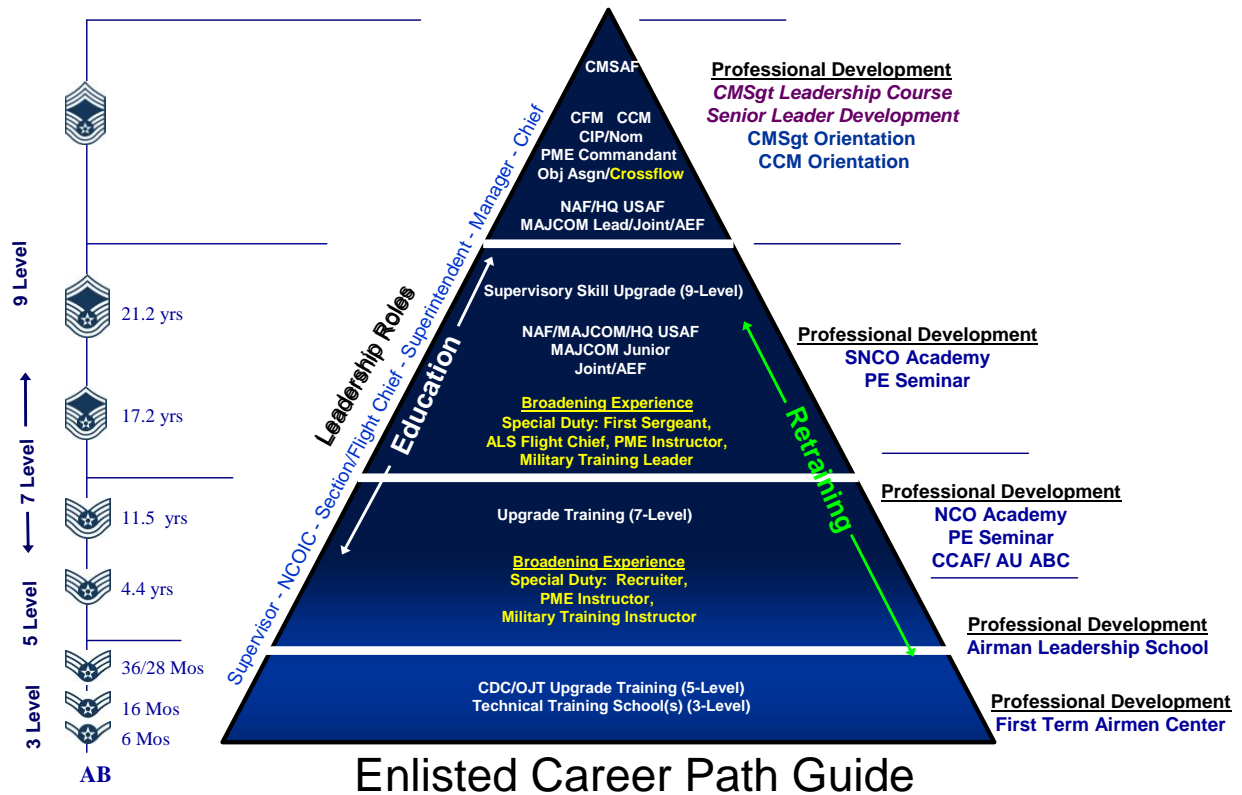 CMSAF
CFM CCM
CIP/Nom
PME Commandant
Obj Asgn/Crossflow
NAF/HQ USAF
MAJCOM Lead/Joint/AEF
Supervisory Skill Upgrade (9-Level)
NAF/MAJCOM/HQ USAF
MAJCOM Junior
Joint/AEF
Broadening Experience
Special Duty: First Sergeant,
ALS Flight Chief, PME Instructor,
Military Training Leader
Upgrade Training (7-Level)
Broadening Experience
Special Duty: Recruiter,
PME Instructor,
Military Training Instructor
CDC/OJT Upgrade Training (5-Level)
Technical Training School(s) (3-Level)
Professional Development
CMSgt Leadership Course
Senior Leader Development
CMSgt Orientation
CCM Orientation
Professional Development
SNCO Academy
PE Seminar
Professional Development
NCO Academy
PE Seminar
CCAF/ AU ABC
Professional Development
Airman Leadership School
Professional Development
First Term Airmen Center
Leadership Roles
Supervisor - NCOIC - Section/Flight Chief - Superintendent - Manager - Chief
Education
Retraining
9 Level
7 Level
5 Level
3 Level
21.2 yrs
17.2 yrs
11.5 yrs
4.4 yrs
36/28 Mos
16 Mos
6 Mos
AB
Enlisted Career Path Guide